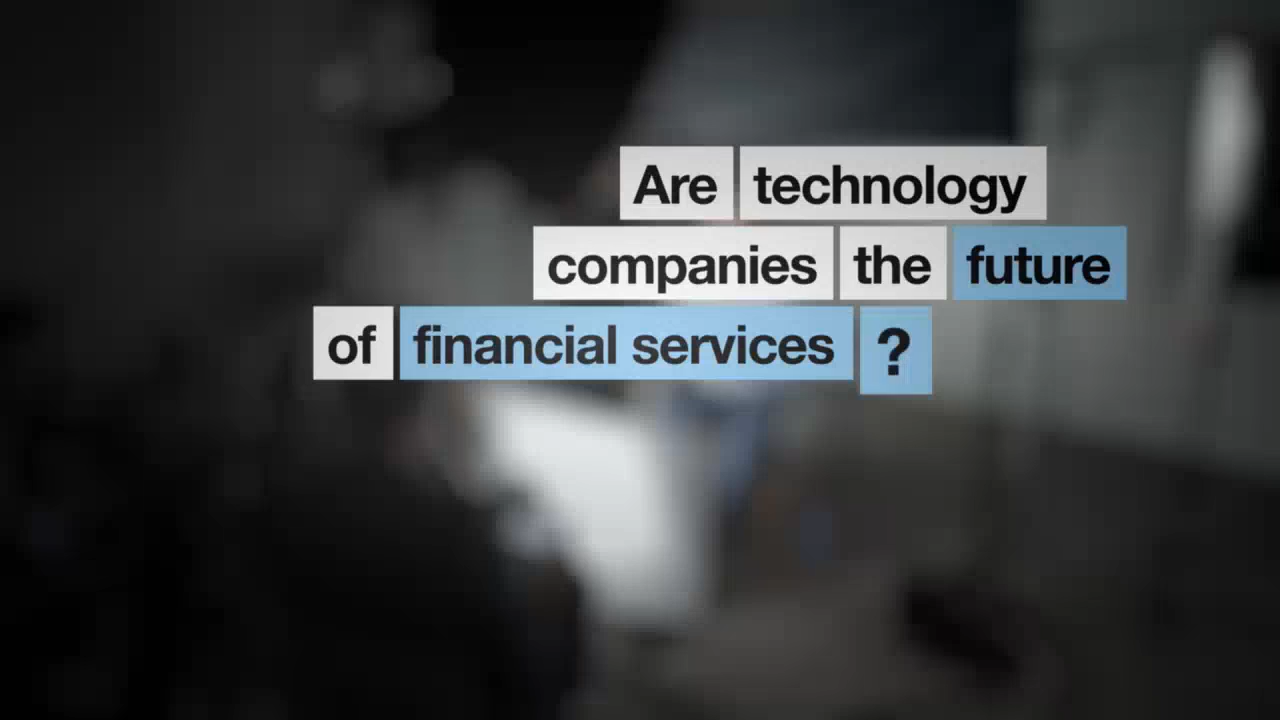 Are technology
companies the future
of financial services ?